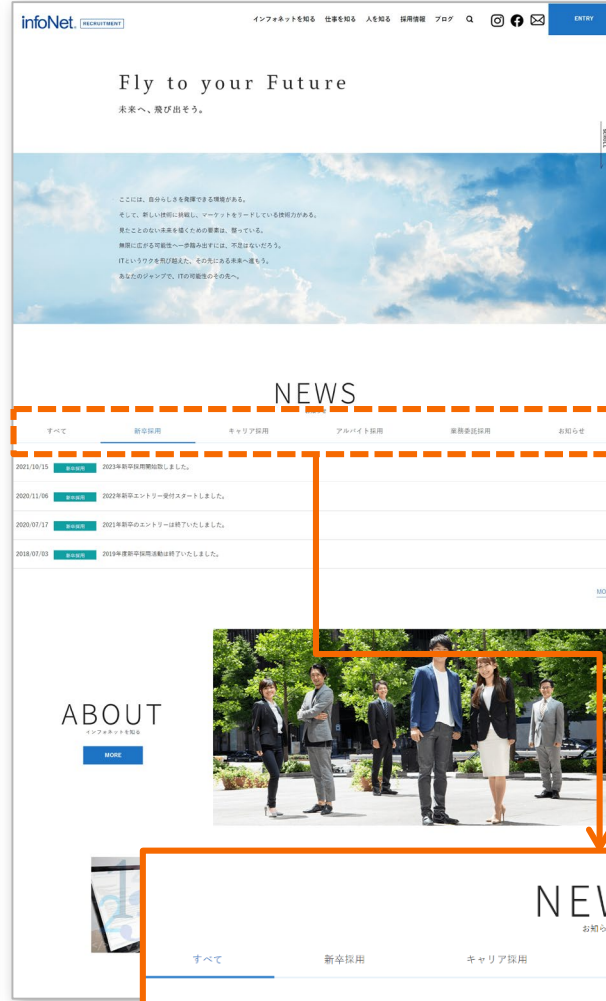 infoNet. RECRUITMENT
インフォネットを知る 仕事を知る 人を知る 採用情報 ブログ ENTRY
Fly to your Future
未来へ、飛び出そう。
SCROLL
ここには、自分らしさを発揮できる環境がある。
そして、新しい技術に挑戦し、マーケットをリードしている技術力がある。
見たことのない未来を描くための要素は、整っている。
無限に広がる可能性へ一歩踏み出すには、不足はないだろう。
ITというワクを飛び越えた、その先にある未来へ進もう。
あなたのジャンプで、ITの可能性のその先へ。
NEWS
お知らせ
すべて 新卒採用 キャリア採用 アルバイト採用 業務委託採用 お知らせ
2021/10/15 新卒採用 2023年新卒採用開始致しました。
2020/11/06 新卒採用 2022年新卒エントリー受付スタートしました。
2020/07/17 新卒採用 2021年新卒のエントリーは終了いたしました。
2018/07/03 新卒採用 2019年度新卒採用活動は終了いたしました。
MO
ABOUT
インフォネットを知る
MORE
NEW
お知ら
すべて 新卒採用 キャリア採用